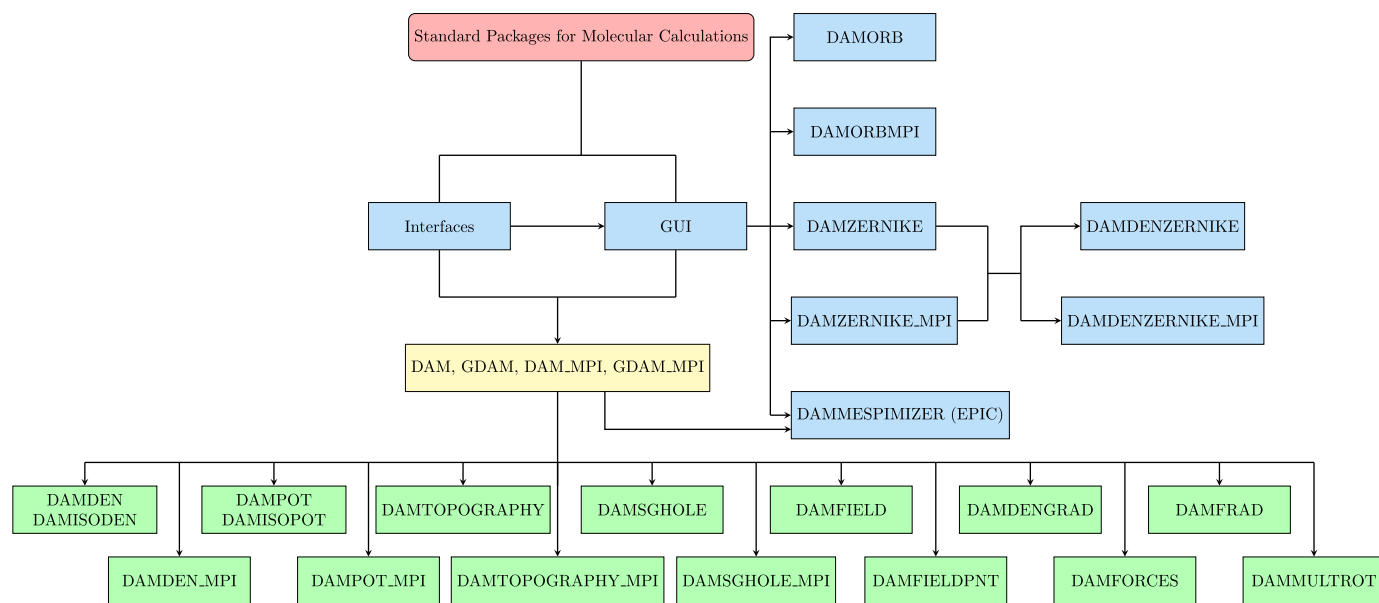 Standard Packages for Molecular Calculations
DAMORB
DAMORBMPI
Interfaces
GUI
DAMZERNIKE
DAMDENZERNIKE
DAMZERNIKE_MPI
DAMDENZERNIKE_MPI
DAM, GDAM, DAM_MPI, GDAM_MPI
DAMMESPIMIZER (EPIC)
DAMDEN
DAMISODEN
DAMPOT
DAMISOPOT
DAMTOPOGRAPHY
DAMSGHOLE
DAMFIELD
DAMDENGRAD
DAMFRAD
DAMDEN_MPI
DAMPOT_MPI
DAMTOPOGRAPHY_MPI
DAMSGHOLE_MPI
DAMFIELDPNT
DAMFORCES
DAMMULTROT